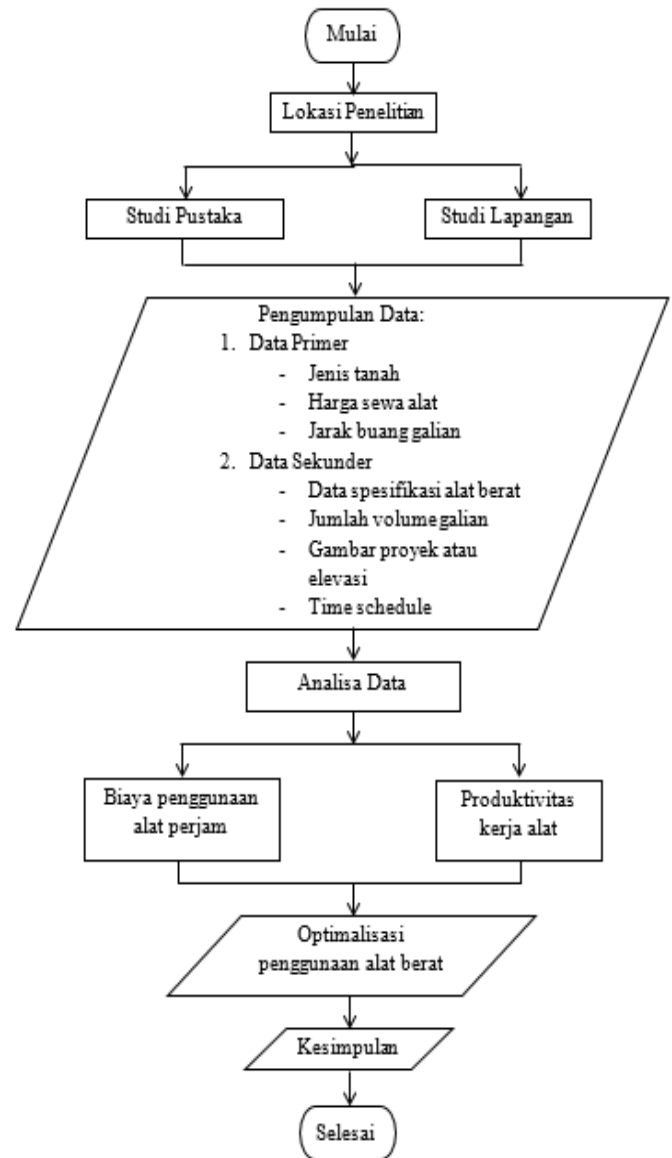 Mulai
Lokasi Penelitian
Studi Pustaka
Studi Lapangan
Pengumpulan Data:
1. Data Primer
- Jenis tanah
- Harga sewa alat
- Jarak buang galian
2. Data Sekunder
- Data spesifikasi alat berat
- Jumlah volume galian
- Gambar proyek atau
elevasi
- Time schedule
Analisa Data
Biaya penggunaan
alat perjam
Produktivitas
kerja alat
Optimalisasi
penggunaan alat berat
Kesimpulan
Selesai